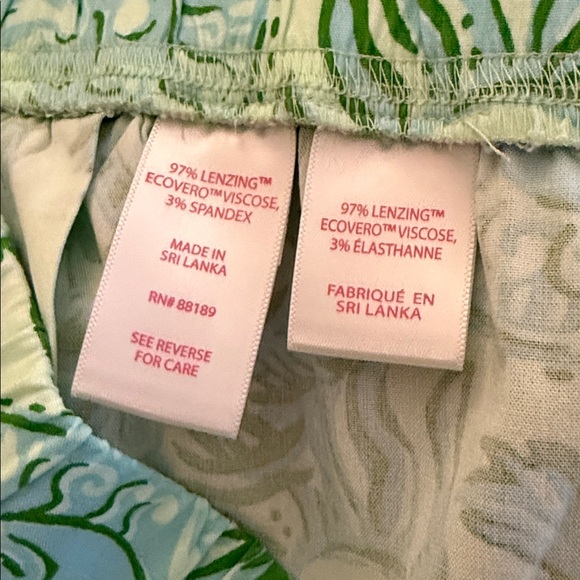 97% LENZING™
ECOVERO™ VISCOSE,
3% SPANDEX
MADE IN
SRI LANKA
RN# 88189
SEE REVERSE
FOR CARE
97% LENZING™
ECOVERO™ VISCOSE,
3% ÉLASTHANNE
FABRIQUÉ EN
SRI LANKA